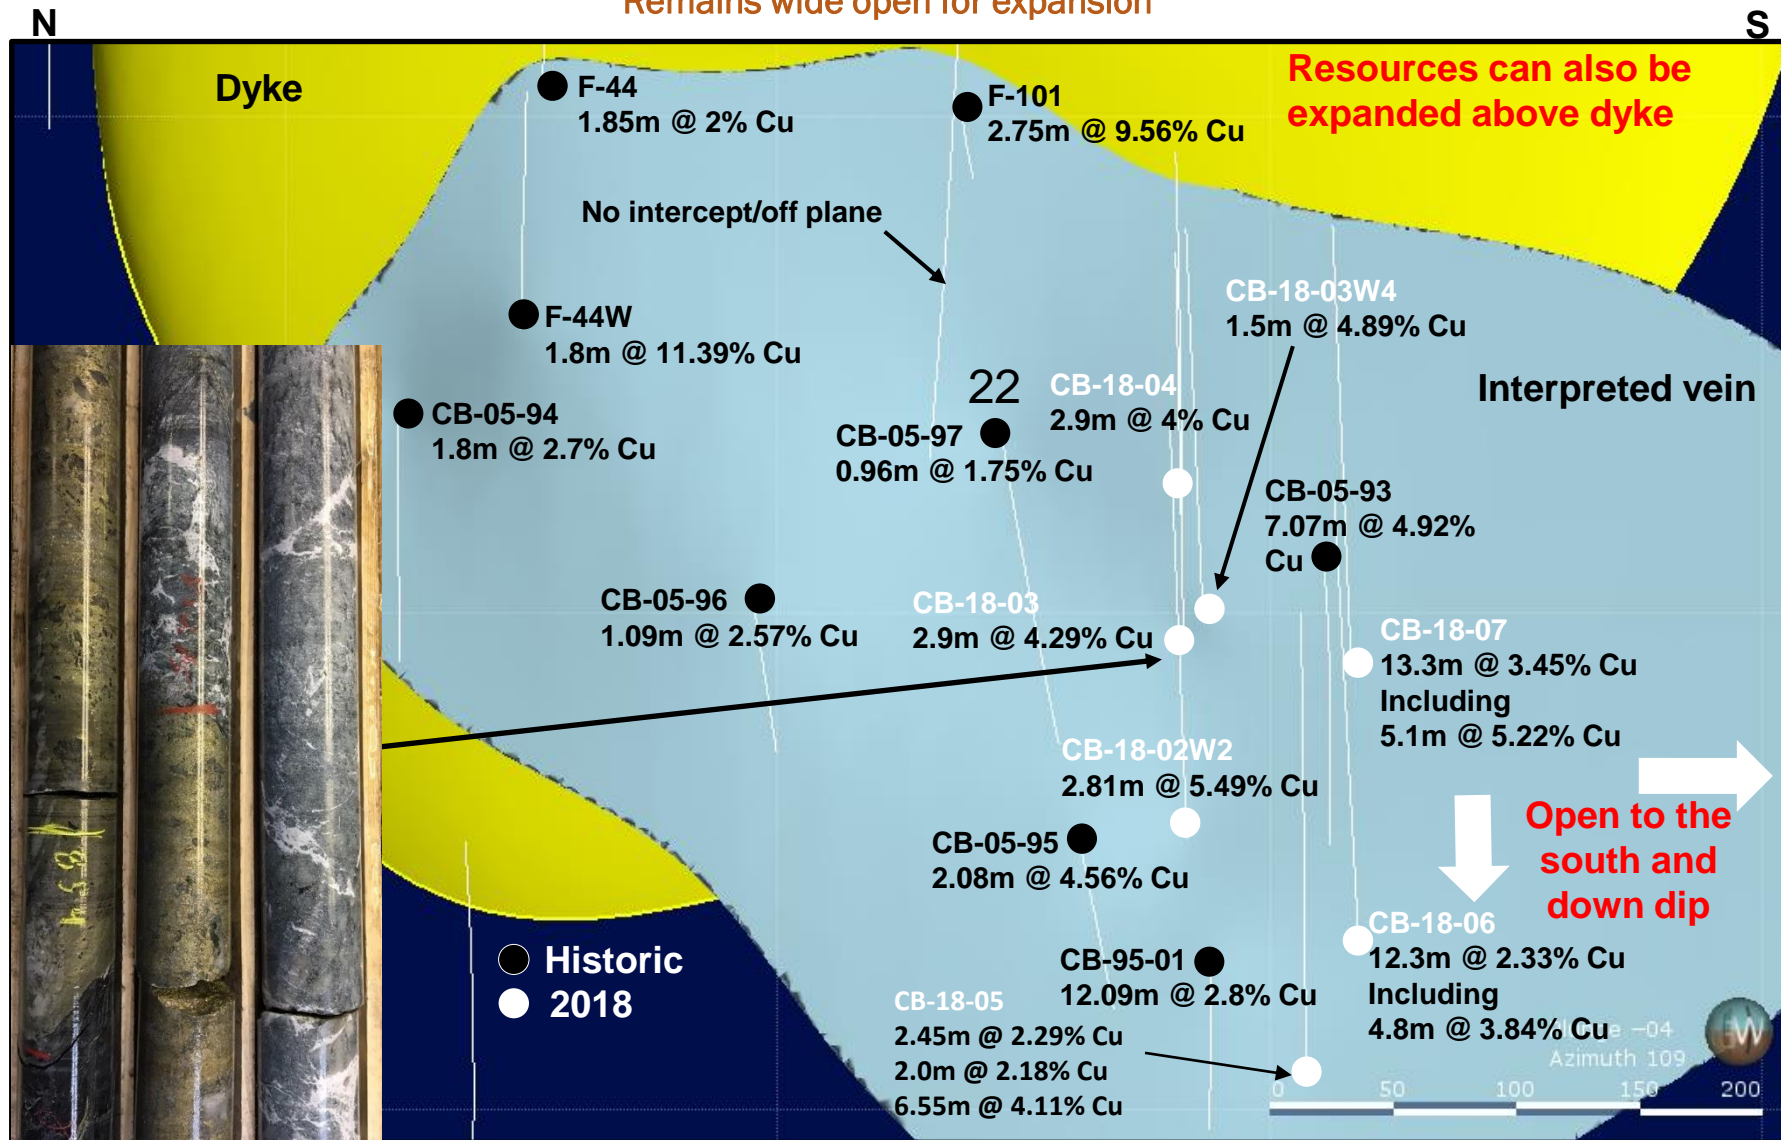 Remains wide open for expansion
N
S
Dyke
F-44
1.85m @ 2% Cu
F-101
2.75m @ 9.56% Cu
Resources can also be
expanded above dyke
No intercept/off plane
F-44W
1.8m @ 11.39% Cu
CB-18-03W4
1.5m @ 4.89% Cu
Interpreted vein
22
CB-18-04
2.9m @ 4% Cu
CB-05-94
1.8m @ 2.7% Cu
CB-05-97
0.96m @ 1.75% Cu
CB-05-93
7.07m @ 4.92%
Cu
CB-05-96
1.09m @ 2.57% Cu
CB-18-03
2.9m @ 4.29% Cu
CB-18-07
13.3m @ 3.45% Cu
Including
5.1m @ 5.22% Cu
CB-18-02W2
2.81m @ 5.49% Cu
Open to the
south and
down dip
CB-05-95
2.08m @ 4.56% Cu
CB-18-06
12.3m @ 2.33% Cu
Including
4.8m @ 3.84% Cu
Historic
2018
CB-95-01
12.09m @ 2.8% Cu
CB-18-05
2.45m @ 2.29% Cu
2.0m @ 2.18% Cu
6.55m @ 4.11% Cu
-04
Azimuth 109
0 50 100 150 200
W